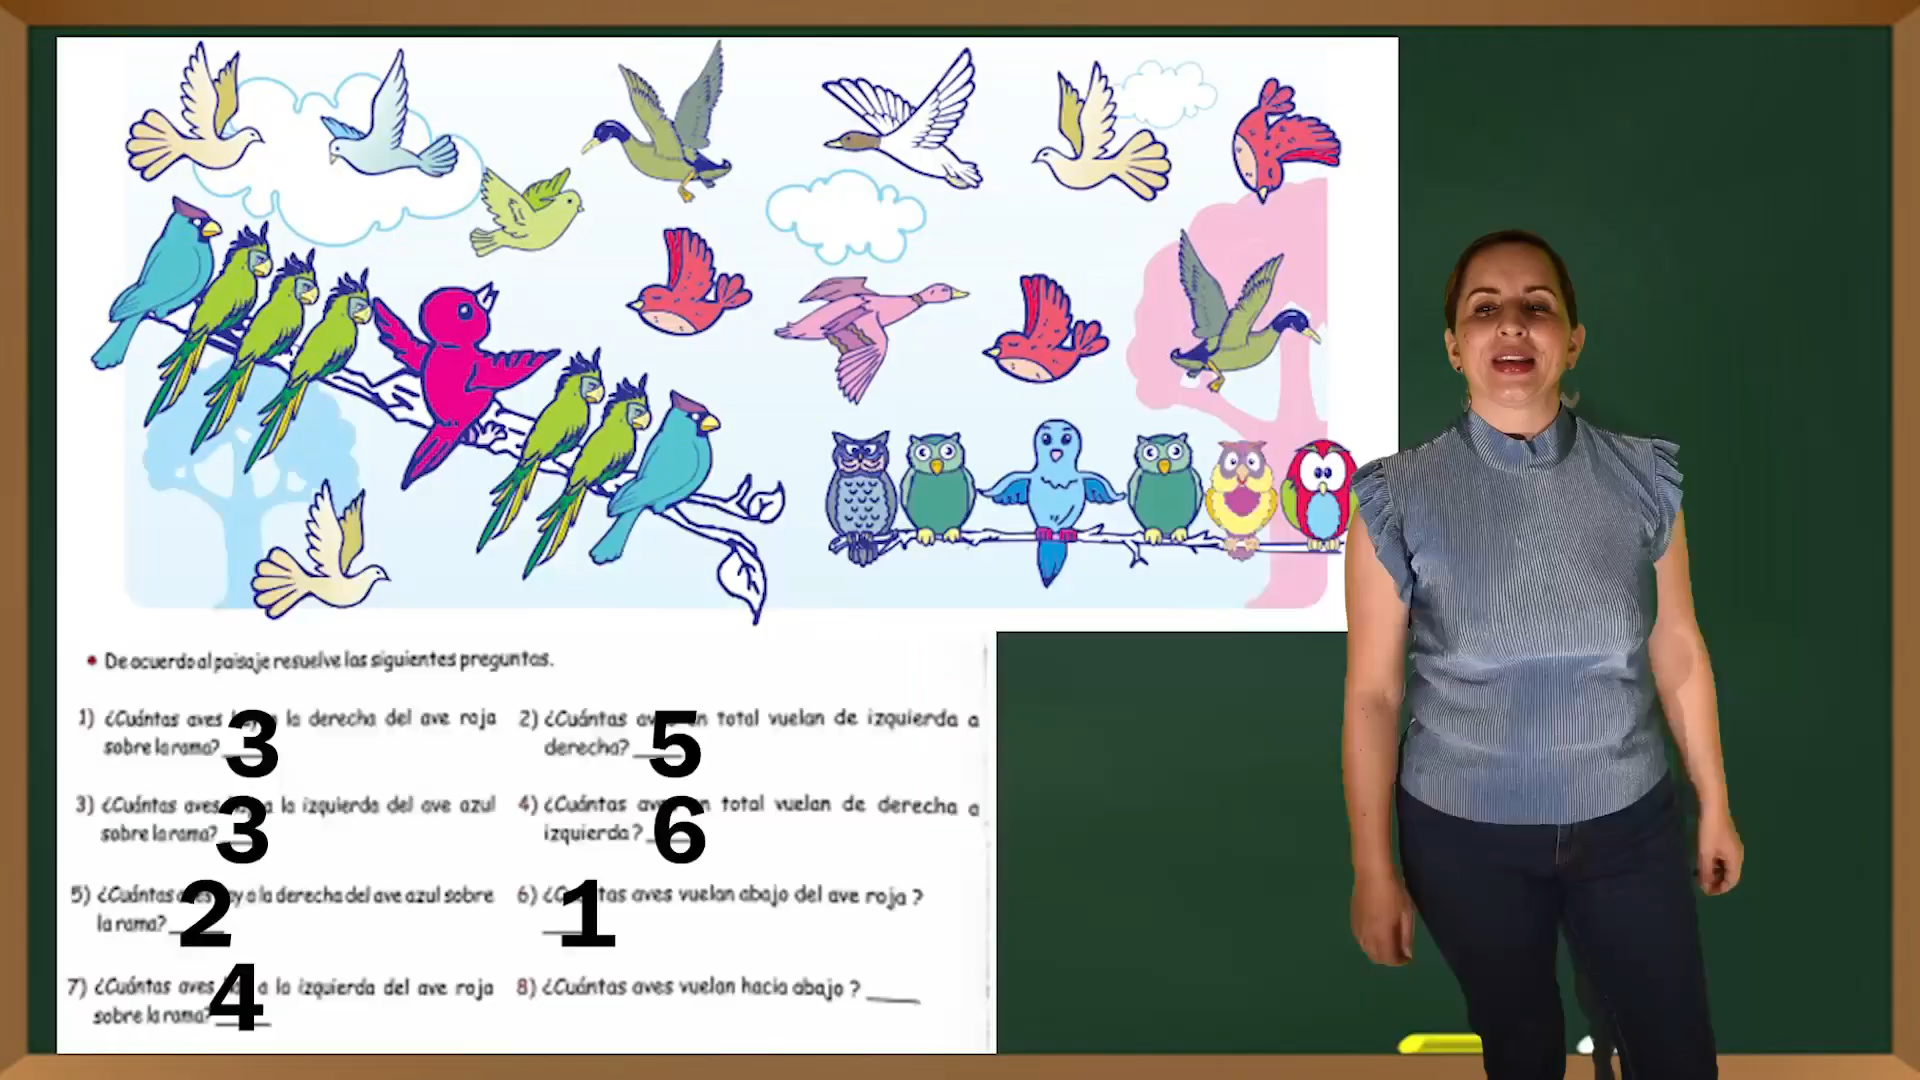 • De acuerdo al paisaje resuelve las siguientes preguntas.
1) ¿Cuántas aves a la derecha del ave roja
sobre la rama? 3
2) ¿Cuántas en total vuelan de izquierda a
derecha? 5
3) ¿Cuántas aves a la izquierda del ave azul
sobre la rama? 3
4) ¿Cuántas en total vuelan de derecha a
izquierda? 6
5) ¿Cuántas a la derecha del ave azul sobre
la rama? 2
6) aves vuelan abajo del ave roja ?
1
7) ¿Cuántas aves a la izquierda del ave roja
sobre la rama? 4
8) ¿Cuántas aves vuelan hacia abajo ? ____